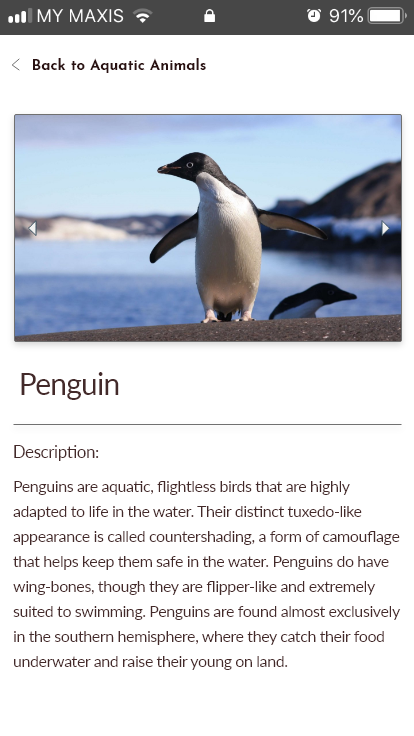 MY MAXIS 91%
Back to Aquatic Animals
Penguin
Description:
Penguins are aquatic, flightless birds that are highly
adapted to life in the water. Their distinct tuxedo-like
appearance is called countershading, a form of camouflage
that helps keep them safe in the water. Penguins do have
wing-bones, though they are flipper-like and extremely
suited to swimming. Penguins are found almost exclusively
in the southern hemisphere, where they catch their food
underwater and raise their young on land.